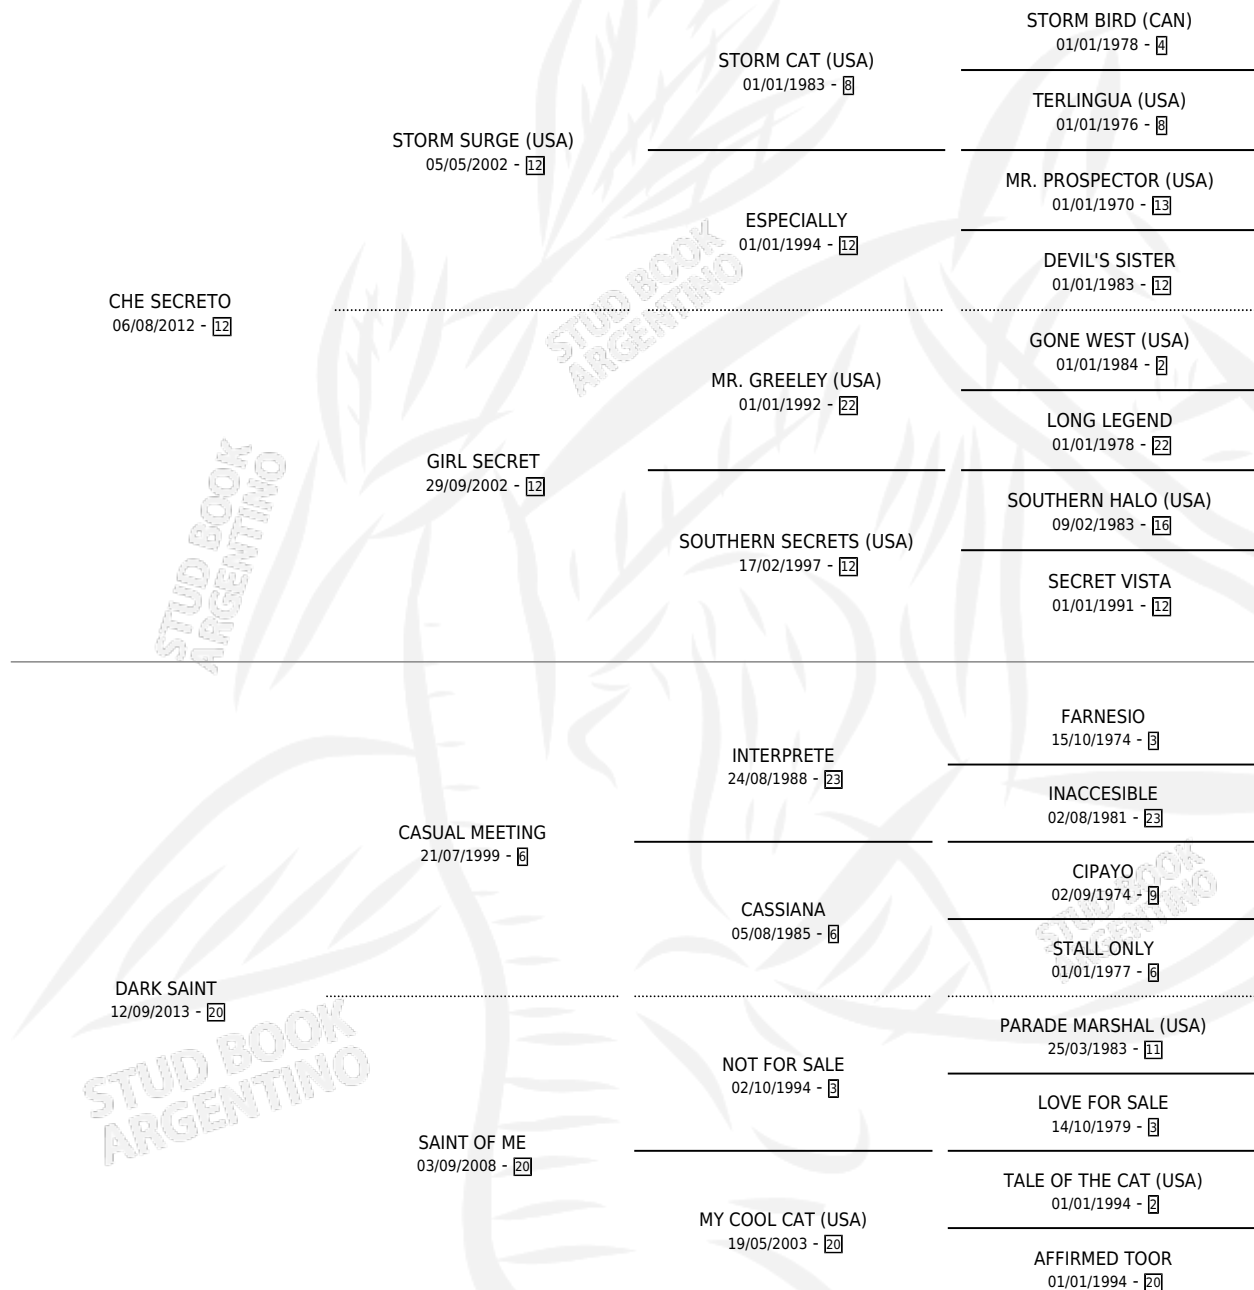 STORM BIRD (CAN)
01/01/1978 - 4
STORM CAT (USA)
01/01/1983 - 8
TERLINGUA (USA)
01/01/1976 - 8
STORM SURGE (USA)
05/05/2002 - 12
MR. PROSPECTOR (USA)
01/01/1970 - 13
ESPECIALLY
01/01/1994 - 12
DEVIL'S SISTER
01/01/1983 - 12
CHE SECRETO
06/08/2012 - 12
GONE WEST (USA)
01/01/1984 - 2
MR. GREELEY (USA)
01/01/1992 - 22
LONG LEGEND
01/01/1978 - 22
GIRL SECRET
29/09/2002 - 12
SOUTHERN HALO (USA)
09/02/1983 - 16
SOUTHERN SECRETS (USA)
17/02/1997 - 12
SECRET VISTA
01/01/1991 - 12
STUD BOOK
ARGENTINO
STUD BOOK
ARGENTINO
FARNESIO
15/10/1974 - 3
INTERPRETE
24/08/1988 - 23
INACCESIBLE
02/08/1981 - 23
CASUAL MEETING
21/07/1999 - 6
CIPAYO
02/09/1974 - 9
CASSIANA
05/08/1985 - 6
STALL ONLY
01/01/1977 - 6
STUD BOOK
ARGENTINO
DARK SAINT
12/09/2013 - 20
PARADE MARSHAL (USA)
25/03/1983 - 11
NOT FOR SALE
02/10/1994 - 3
LOVE FOR SALE
14/10/1979 - 3
SAINT OF ME
03/09/2008 - 20
TALE OF THE CAT (USA)
01/01/1994 - 2
MY COOL CAT (USA)
19/05/2003 - 20
AFFIRMED TOOR
01/01/1994 - 20
STUD BOOK
ARGENTINO